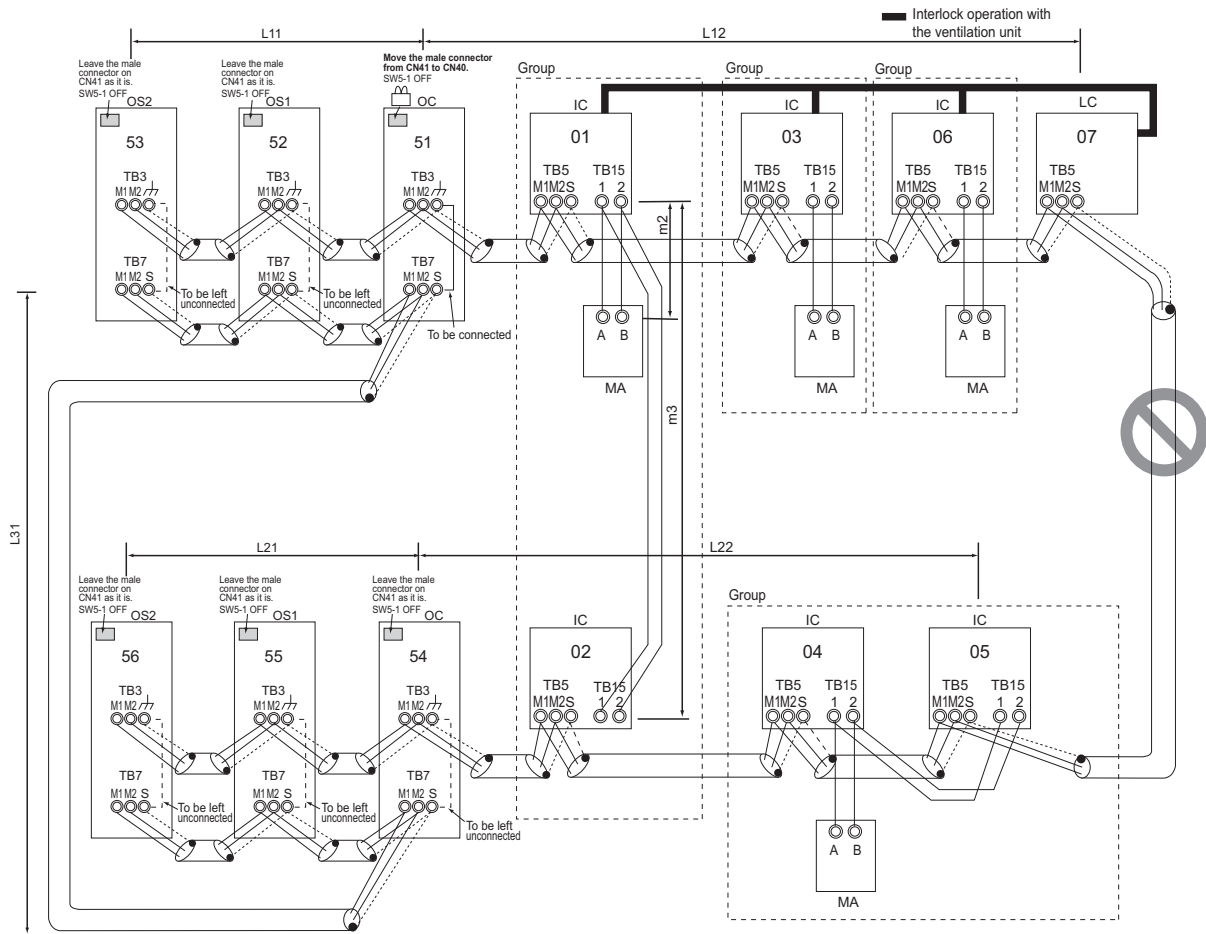 Interlock operation with
the ventilation unit
L11
L12
Leave the male
connector on
CN41 as it is.
SW5-1 OFF
OS2
Leave the male
connector on
CN41 as it is.
SW5-1 OFF
OS1
Move the male connector
from CN41 to CN40.
SW5-1 OFF
OC
Group
Group
Group
IC
IC
IC
LC
53
52
51
01
03
06
07
TB3
M1 M2
TB3
M1 M2
TB3
M1 M2
TB5
M1 M2 S
TB15
1 2
TB5
M1 M2 S
TB15
1 2
TB5
M1 M2 S
TB15
1 2
TB5
M1 M2 S
m2
TB7
M1 M2 S
To be left
unconnected
TB7
M1 M2 S
To be left
unconnected
TB7
M1 M2 S
To be connected
A B
MA
A B
MA
A B
MA
m3
L31
L21
L22
Leave the male
connector on
CN41 as it is.
SW5-1 OFF
OS2
Leave the male
connector on
CN41 as it is.
SW5-1 OFF
OS1
Leave the male
connector on
CN41 as it is.
SW5-1 OFF
OC
Group
IC
IC
IC
56
55
54
02
04
05
TB3
M1 M2
TB3
M1 M2
TB3
M1 M2
TB5
M1 M2 S
TB15
1 2
TB5
M1 M2 S
TB15
1 2
TB5
M1 M2 S
TB15
1 2
TB7
M1 M2 S
To be left
unconnected
TB7
M1 M2 S
To be left
unconnected
TB7
M1 M2 S
To be left
unconnected
A B
MA